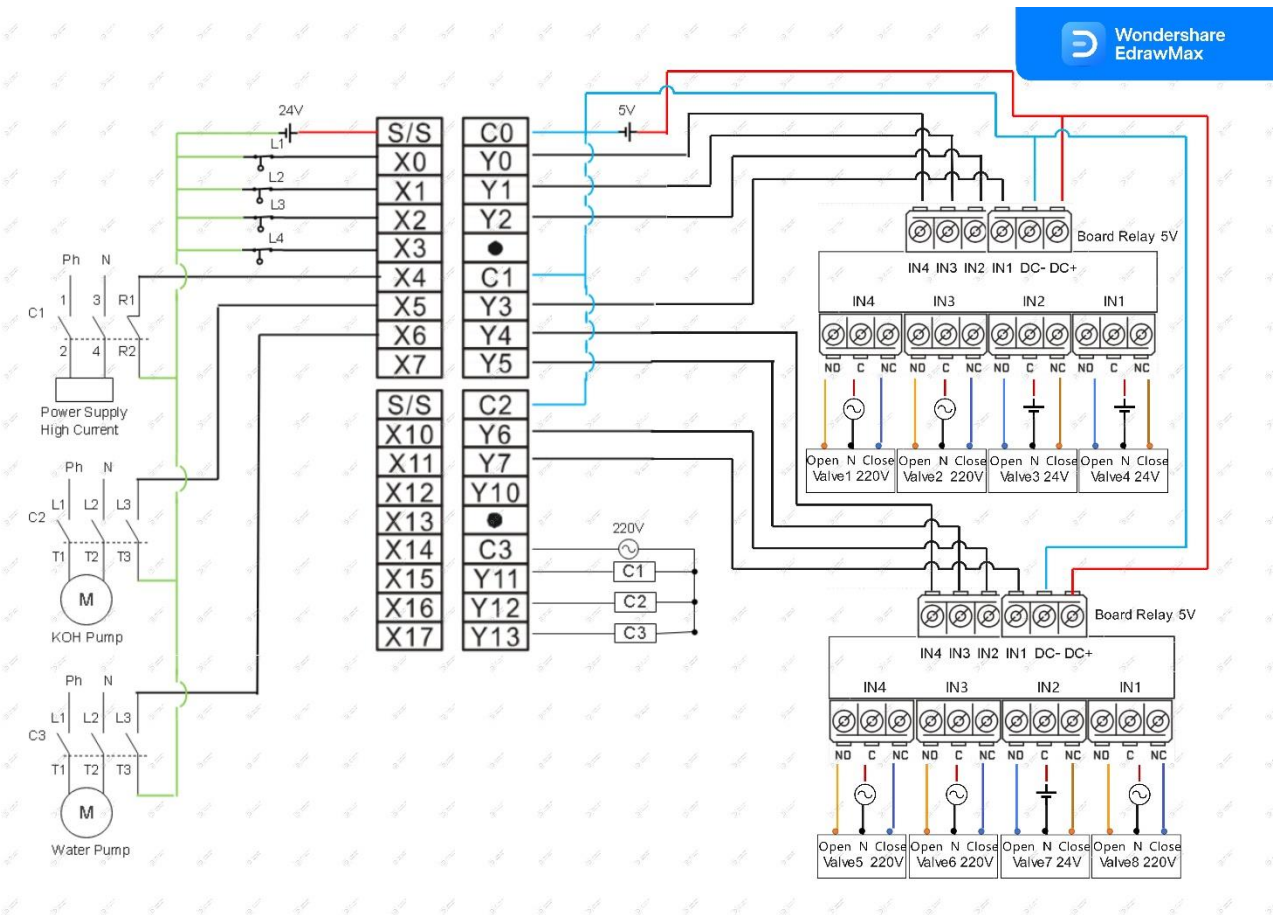 Wondershare
EdrawMax
24V
5V
S/S
X0
X1
X2
X3
X4
X5
X6
X7
S/S
X10
X11
X12
X13
X14
X15
X16
X17
C0
Y0
Y1
Y2
C1
Y3
Y4
Y5
C2
Y6
Y7
Y10
C3
Y11
Y12
Y13
L1
L2
L3
L4
Ph N
1 3 R1
C1
2 4 R2
Power Supply
High Current
Ph N
L1 L2 L3
C2
T1 T2 T3
M
KOH Pump
Ph N
L1 L2 L3
C3
T1 T2 T3
M
Water Pump
220V
C1
C2
C3
Board Relay 5V
IN4 IN3 IN2 IN1 DC- DC+
IN4 IN3 IN2 IN1
NO C NC NO C NC NO C NC NO C NC
Open N Close Open N Close Open N Close Open N Close
Valve1 220V Valve2 220V Valve3 24V Valve4 24V
Board Relay 5V
IN4 IN3 IN2 IN1 DC- DC+
IN4 IN3 IN2 IN1
NO C NC NO C NC NO C NC NO C NC
Open N Close Open N Close Open N Close Open N Close
Valve5 220V Valve6 220V Valve7 24V Valve8 220V